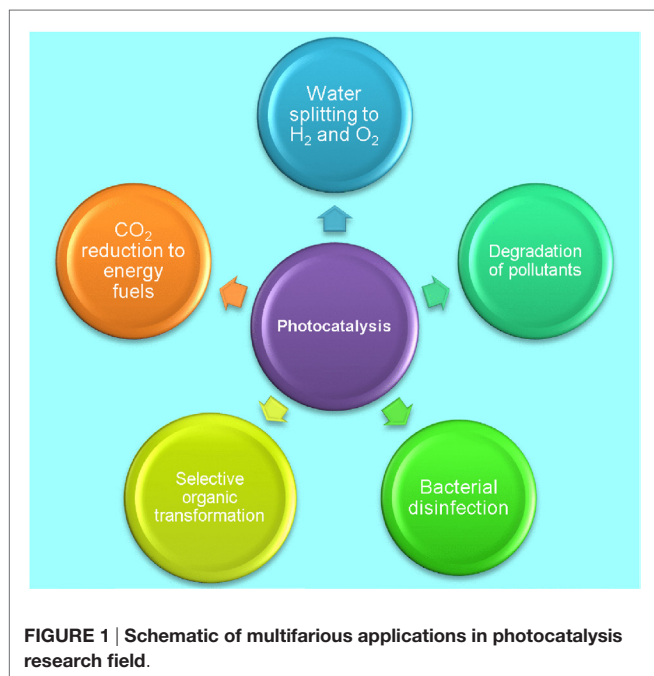 Water
splitting to
H₂ and O₂
CO₂
reduction to
energy
fuels
Degradation
of pollutants
Photocatalysis
Selective
organic
transformation
Bacterial
disinfection
FIGURE 1 | Schematic of multifarious applications in photocatalysis
research field.